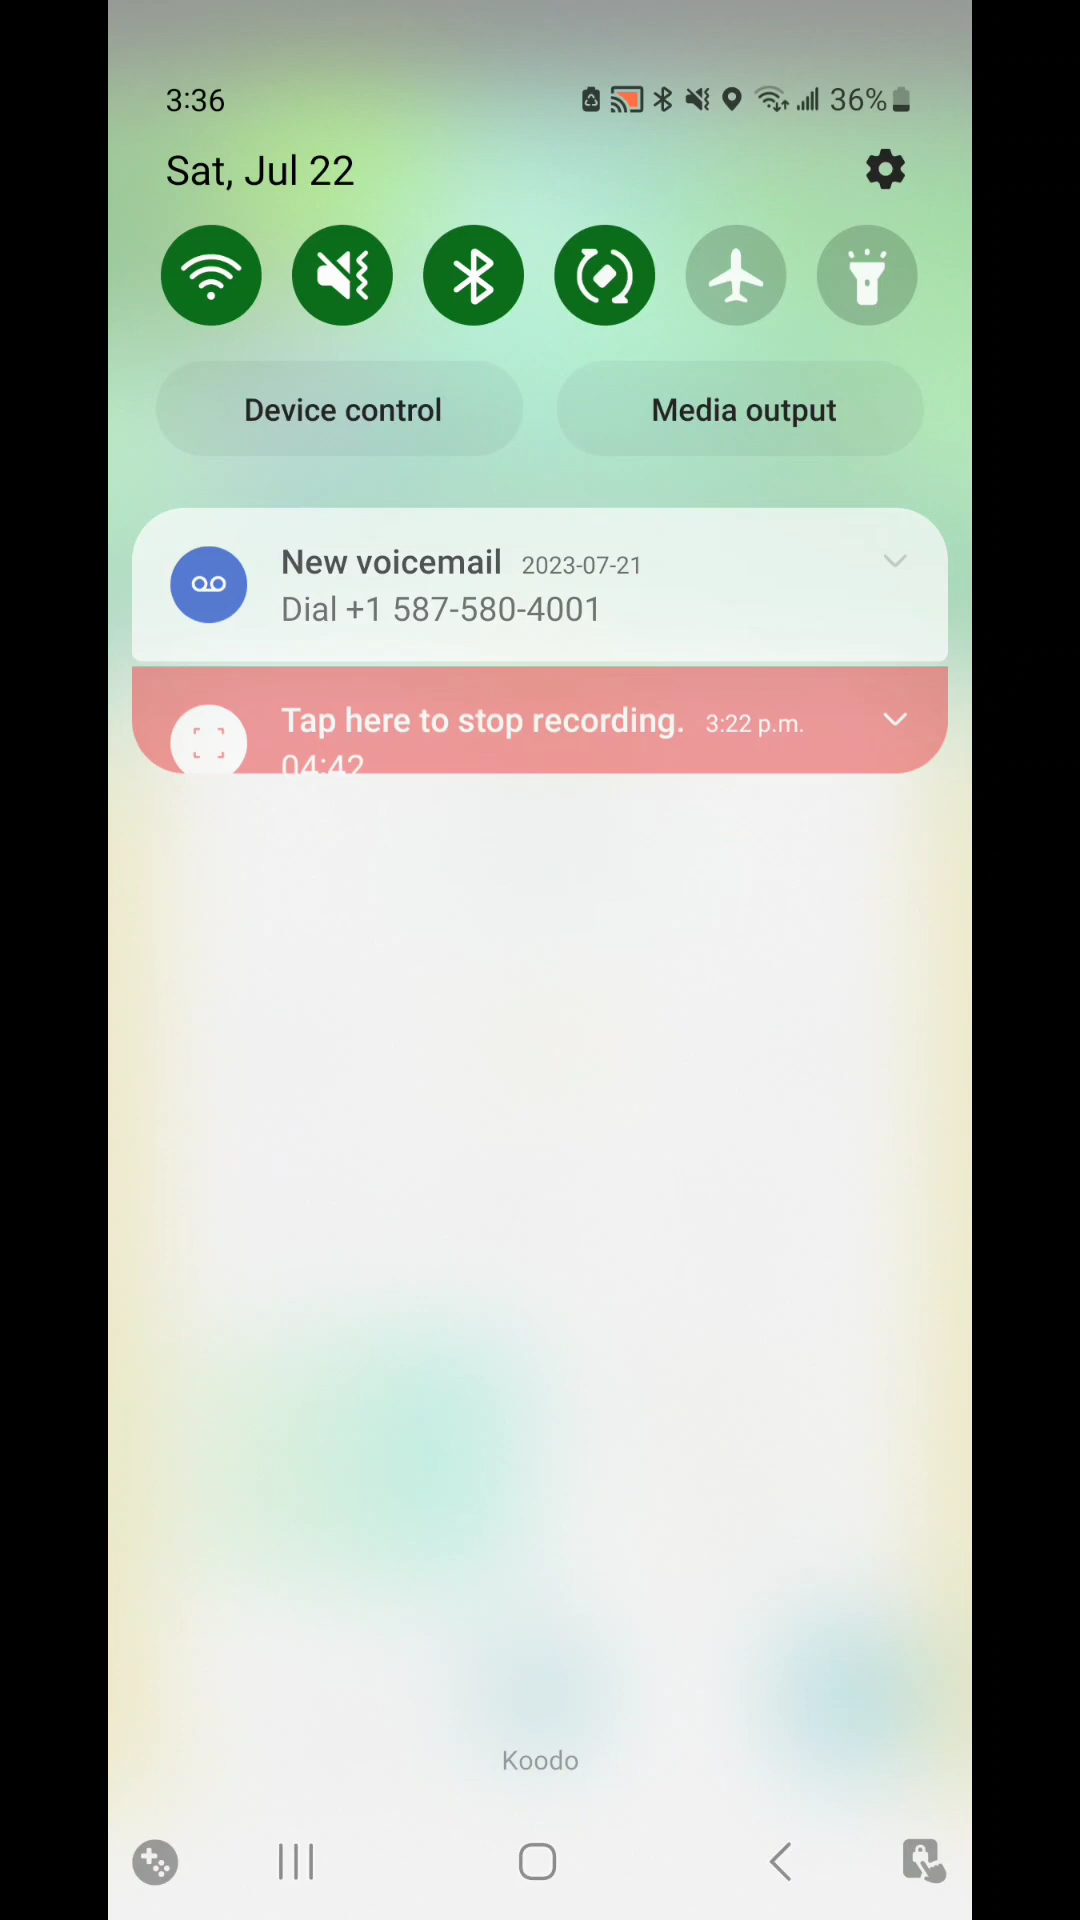 3:36
36%
Sat, Jul 22
Device control
Media output
New voicemail 2023-07-21
Dial +1 587-580-4001
Tap here to stop recording. 3:22 p.m.
04:42
Koodo